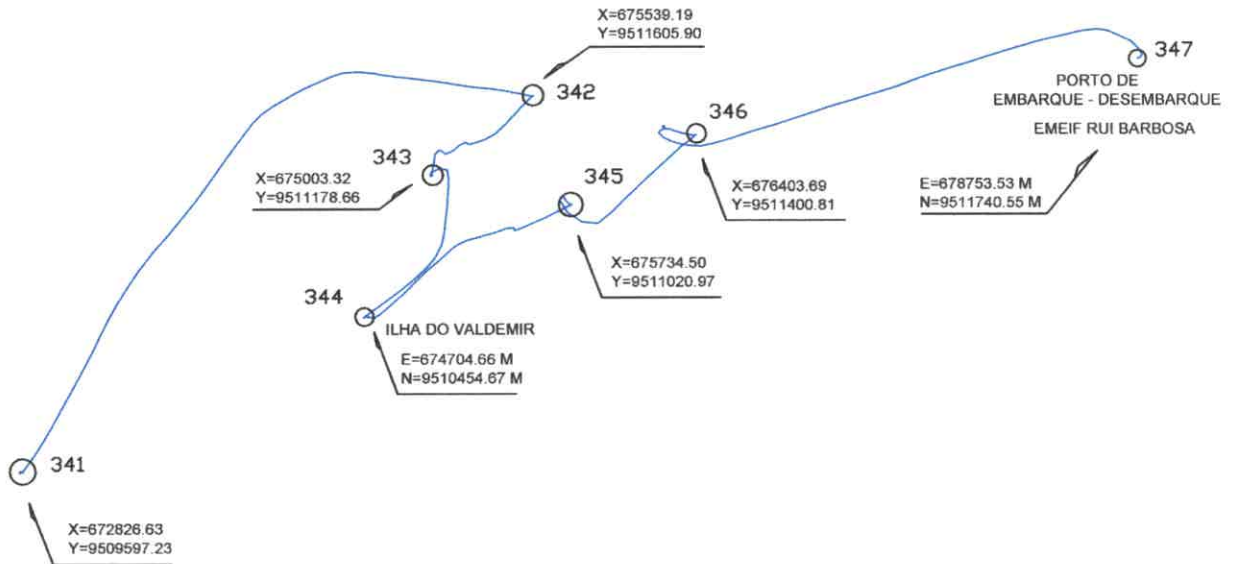 X=675539.19
Y=9511605.90
342
347
PORTO DE
EMBARQUE - DESEMBARQUE
EMEIF RUI BARBOSA
E=678753.53 M
N=9511740.55 M
346
X=676403.69
Y=9511400.81
343
X=675003.32
Y=9511178.66
345
X=675734.50
Y=9511020.97
344
ILHA DO VALDEMIR
E=674704.66 M
N=9510454.67 M
341
X=672826.63
Y=9509597.23